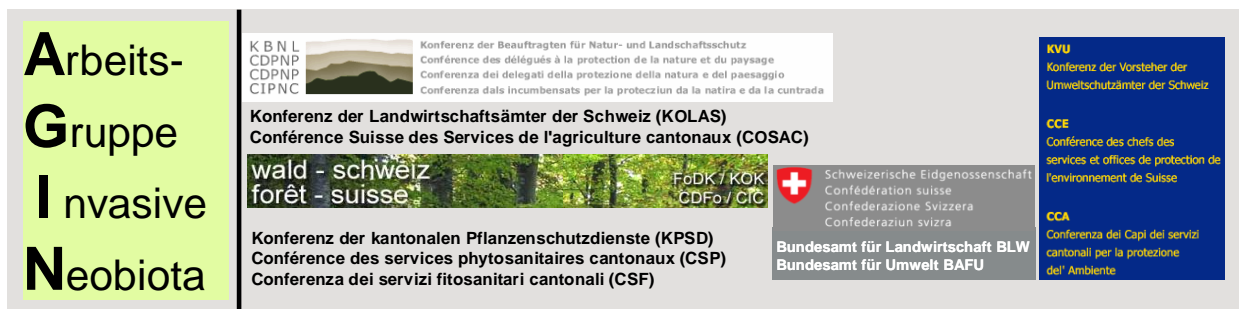 Arbeits-
Gruppe
Invasive
Neobiota
KBNL
CDPNP
CDPNP
CIPNC
Konferenz der Beauftragten für Natur- und Landschaftsschutz
Conférence des délégués à la protection de la nature et du paysage
Conferenza dei delegati della protezione della natura e del paesaggio
Conferenza dals incumbensats per la protecziun da la natira e da la cuntrada
Konferenz der Landwirtschaftsämter der Schweiz (KOLAS)
Conférence Suisse des Services de l'agriculture cantonaux (COSAC)
wald - schweiz
forêt - suisse
FoDK / KOK
CDFo / CIC
Konferenz der kantonalen Pflanzenschutzdienste (KPSD)
Conférence des services phytosanitaires cantonaux (CSP)
Conferenza dei servizi fitosanitari cantonali (CSF)
Schweizerische Eidgenossenschaft
Confédération suisse
Confederazione Svizzera
Confederaziun svizra
Bundesamt für Landwirtschaft BLW
Bundesamt für Umwelt BAFU
KVU
Konferenz der Vorsteher der
Umweltschutzämter der Schweiz
CCE
Conférence des chefs des
services et offices de protection de
l'environnement de Suisse
CCA
Conferenza dei Capi dei servizi
cantonali per la protezione
del' Ambiente